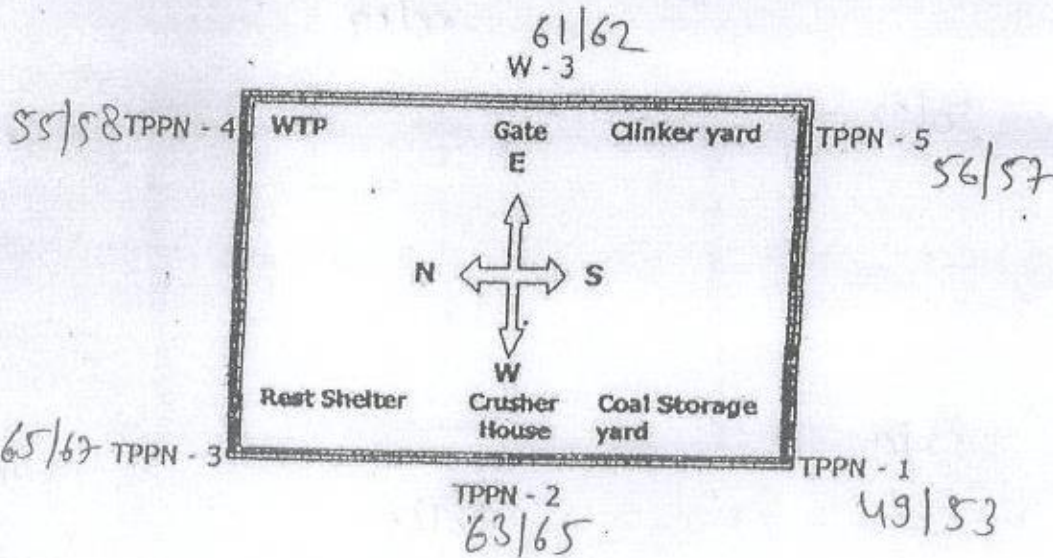 61/62
W - 3
55/58 TPPN - 4 WTP Gate Clinker yard TPPN - 5
E
56/57
N S
W
Rest Shelter Crusher House Coal Storage yard
65/67 TPPN - 3 TPPN - 1
TPPN - 2
63/65 49/53